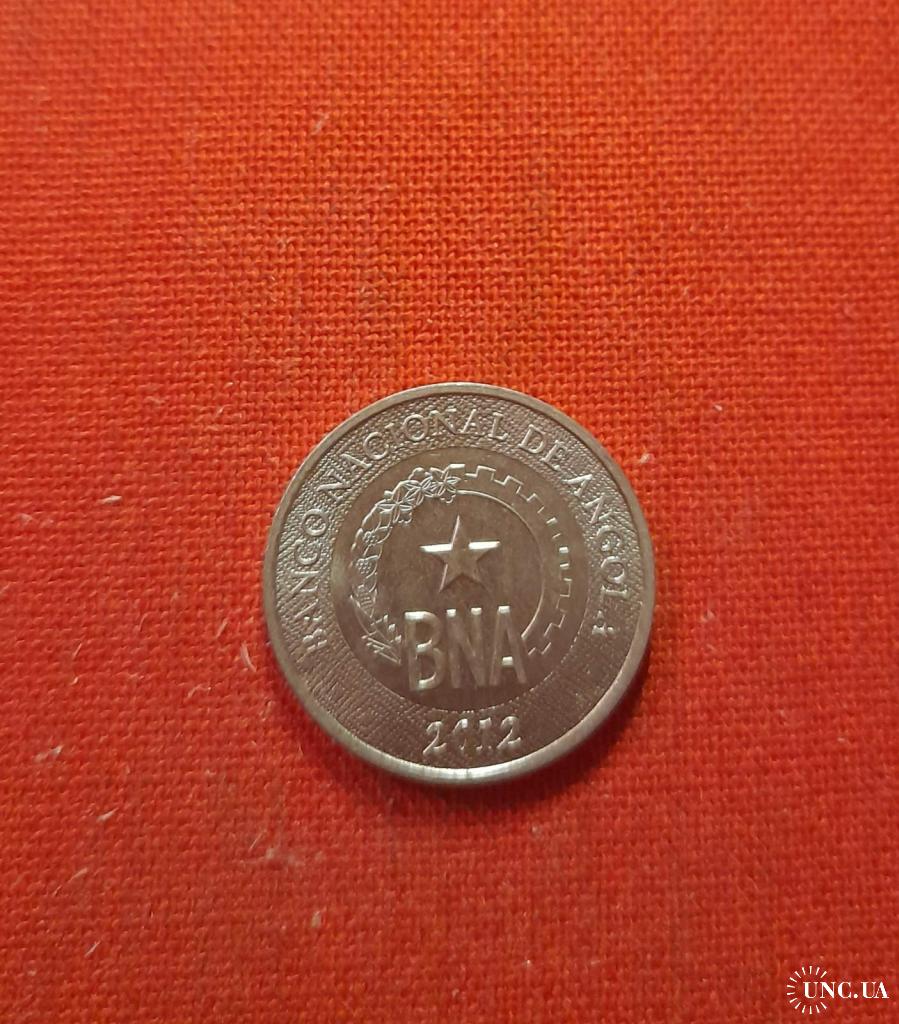 BANCO NACIONAL DE ANGOLA
BNA
2012
UNC.UA